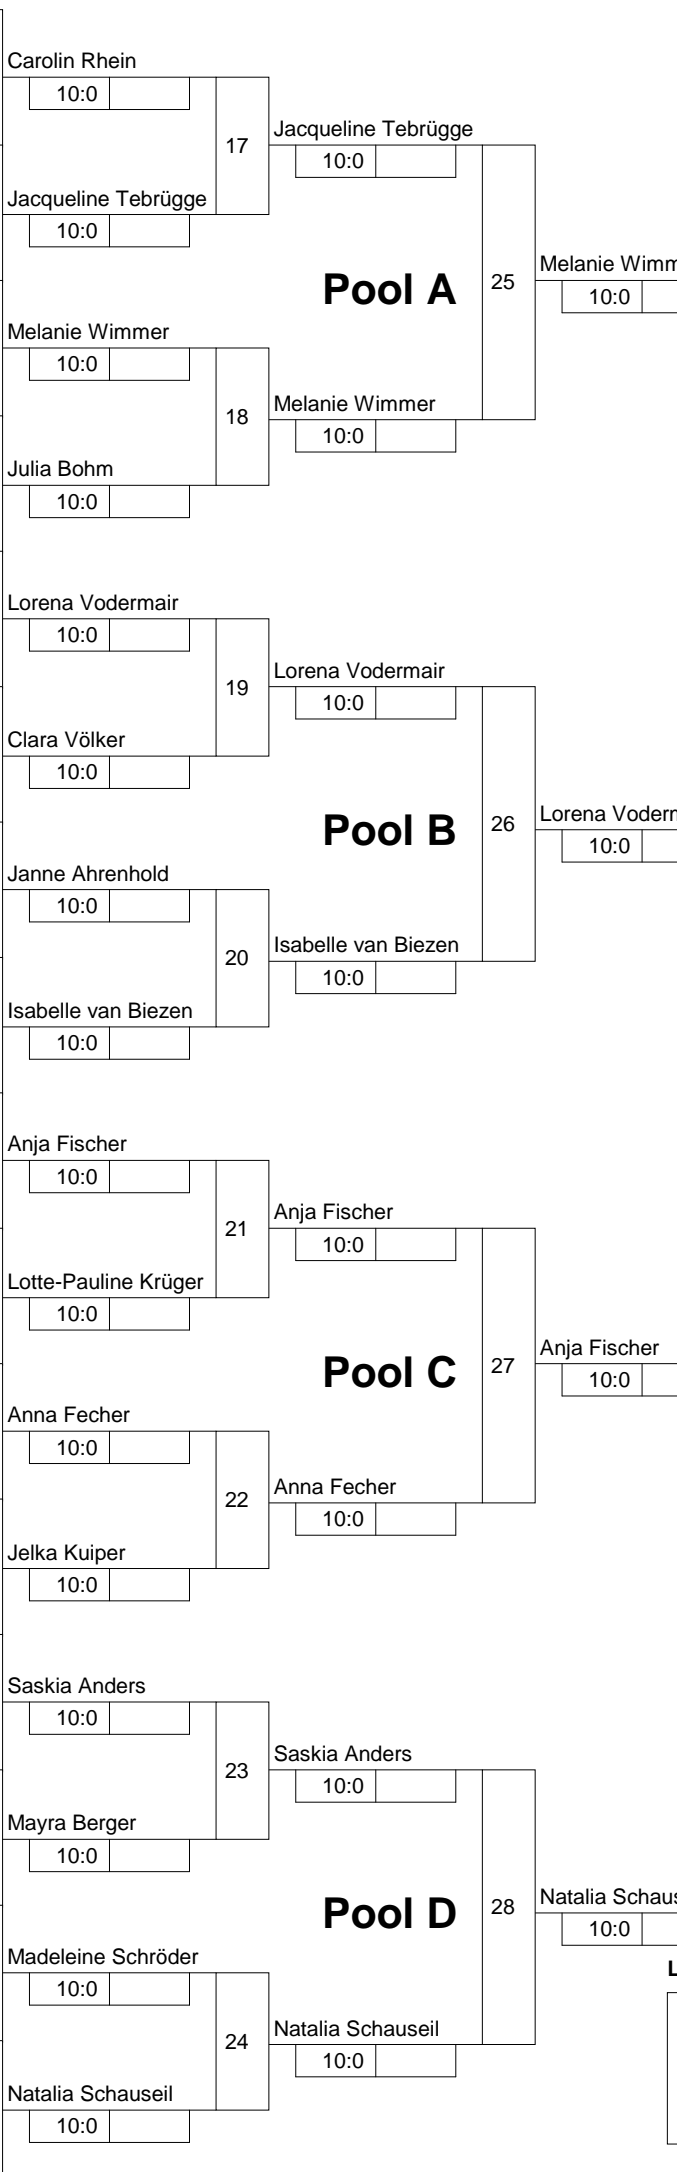 Carolin Rhein
10:0
17
Jacqueline Tebrügge
10:0
Jacqueline Tebrügge
10:0
Pool A
25
Melanie Wimm
10:0
Melanie Wimmer
10:0
18
Melanie Wimmer
10:0
Julia Bohm
10:0
Lorena Vodermair
10:0
19
Lorena Vodermair
10:0
Clara Völker
10:0
Pool B
26
Lorena Voderm
10:0
Janne Ahrenhold
10:0
20
Isabelle van Biezen
10:0
Isabelle van Biezen
10:0
Anja Fischer
10:0
21
Anja Fischer
10:0
Lotte-Pauline Krüger
10:0
Pool C
27
Anja Fischer
10:0
Anna Fecher
10:0
22
Anna Fecher
10:0
Jelka Kuiper
10:0
Saskia Anders
10:0
23
Saskia Anders
10:0
Mayra Berger
10:0
Pool D
28
Natalia Schaus
10:0
L
Madeleine Schröder
10:0
24
Natalia Schauseil
10:0
Natalia Schauseil
10:0